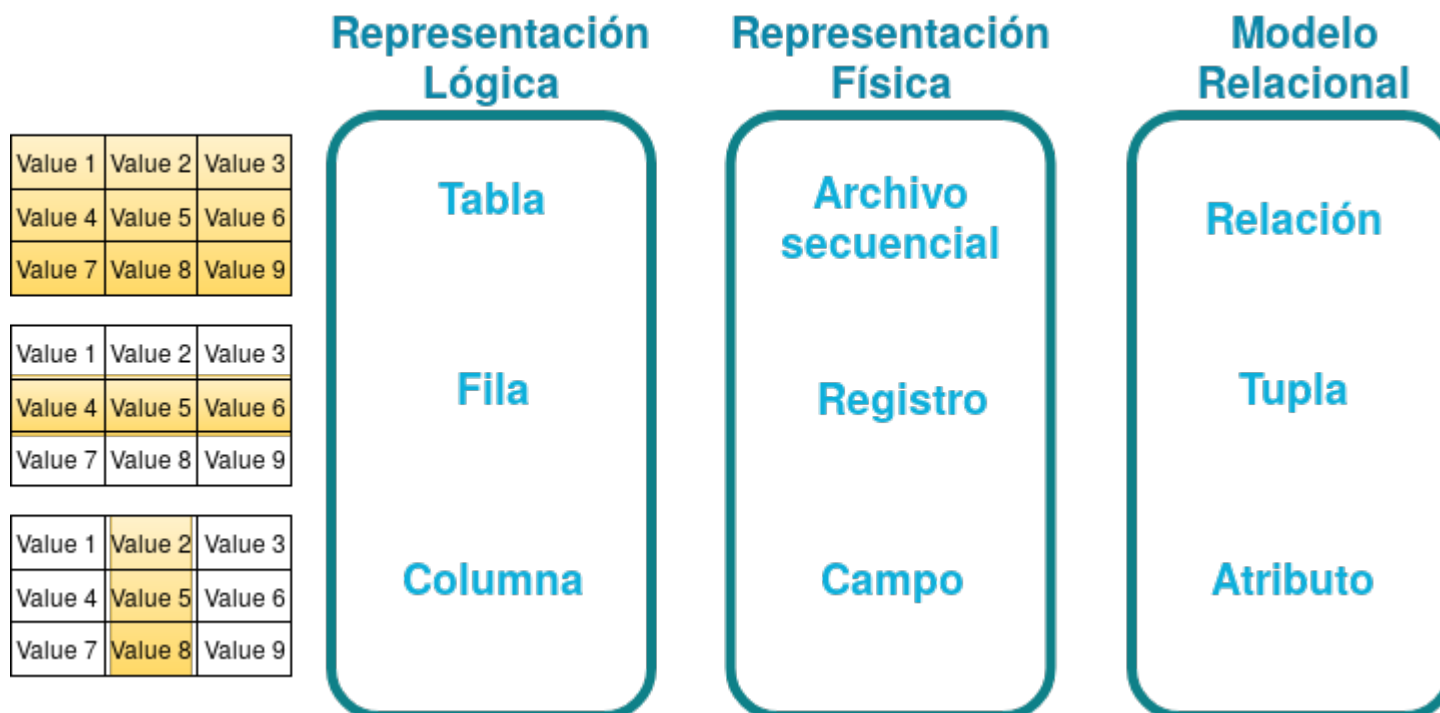 Representación
Lógica
Representación
Física
Modelo
Relacional
Value 1 Value 2 Value 3
Value 4 Value 5 Value 6
Value 7 Value 8 Value 9
Tabla
Archivo
secuencial
Relación
Value 1 Value 2 Value 3
Value 4 Value 5 Value 6
Value 7 Value 8 Value 9
Fila
Registro
Tupla
Value 1 Value 2 Value 3
Value 4 Value 5 Value 6
Value 7 Value 8 Value 9
Columna
Campo
Atributo